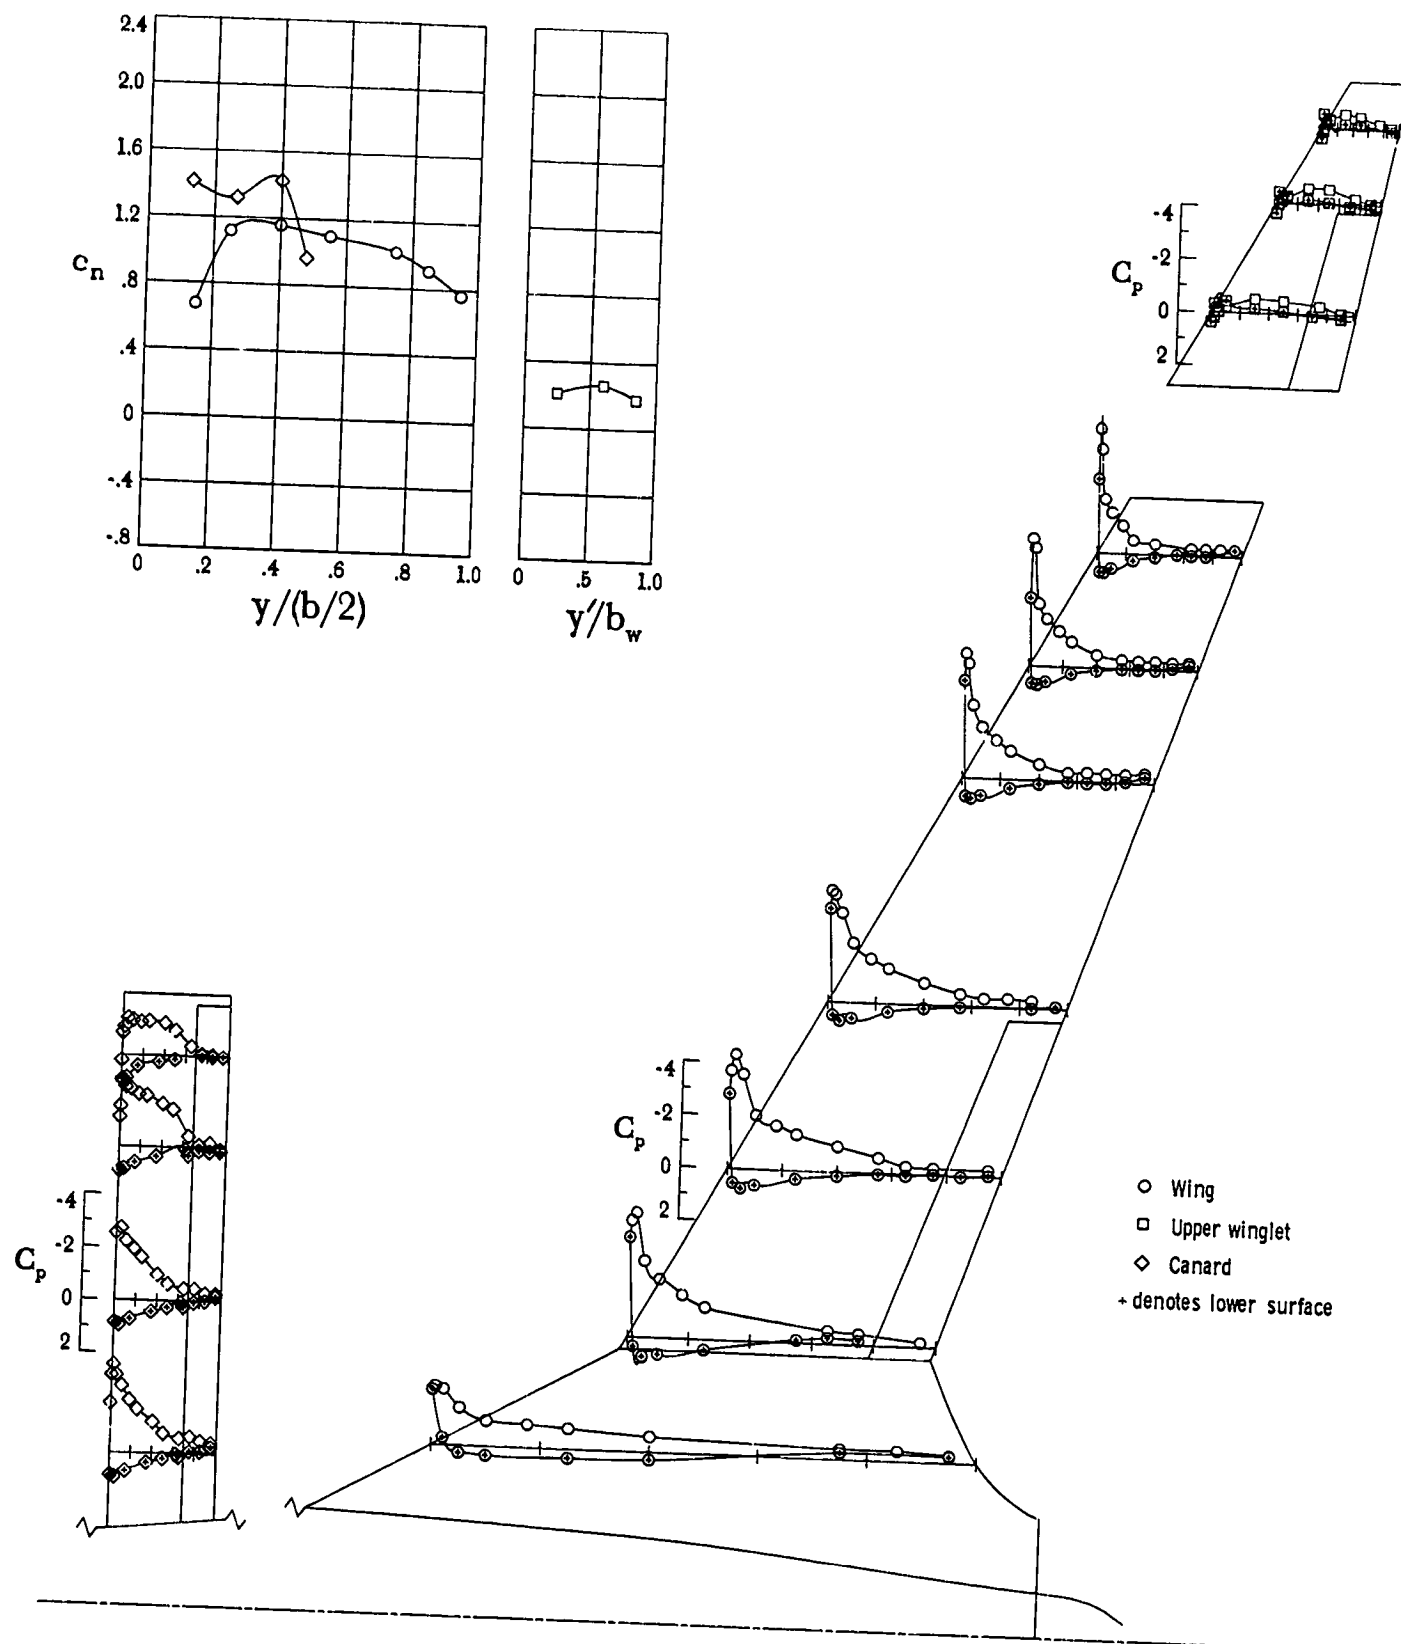 2.4
2.0
1.6
1.2
.8
.4
0
-.4
-.8
c_n
0 .2 .4 .6 .8 1.0
y/(b/2)
0 .5 1.0
y′/b_w
-4
-2
0
2
C_p
-4
-2
0
2
C_p
-4
-2
0
2
C_p
○ Wing
□ Upper winglet
◇ Canard
+ denotes lower surface